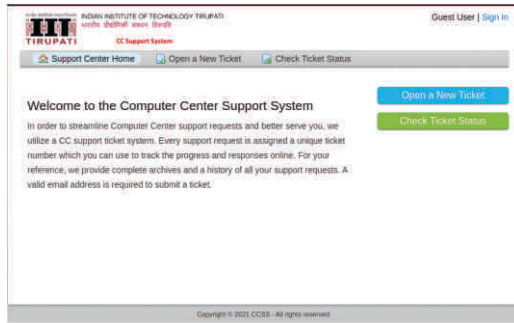 INDIAN INSTITUTE OF TECHNOLOGY TIRUPATI
भारतीय प्रौद्योगिकी संस्थान तिरुपति
TIRUPATI
CC Support System
Guest User | Sign In
Support Center Home Open a New Ticket Check Ticket Status
Welcome to the Computer Center Support System
In order to streamline Computer Center support requests and better serve you, we
utilize a CC support ticket system. Every support request is assigned a unique ticket
number which you can use to track the progress and responses online. For your
reference, we provide complete archives and a history of all your support requests. A
valid email address is required to submit a ticket.
Open a New Ticket
Check Ticket Status
Copyright © 2021 CCSS - All rights reserved.